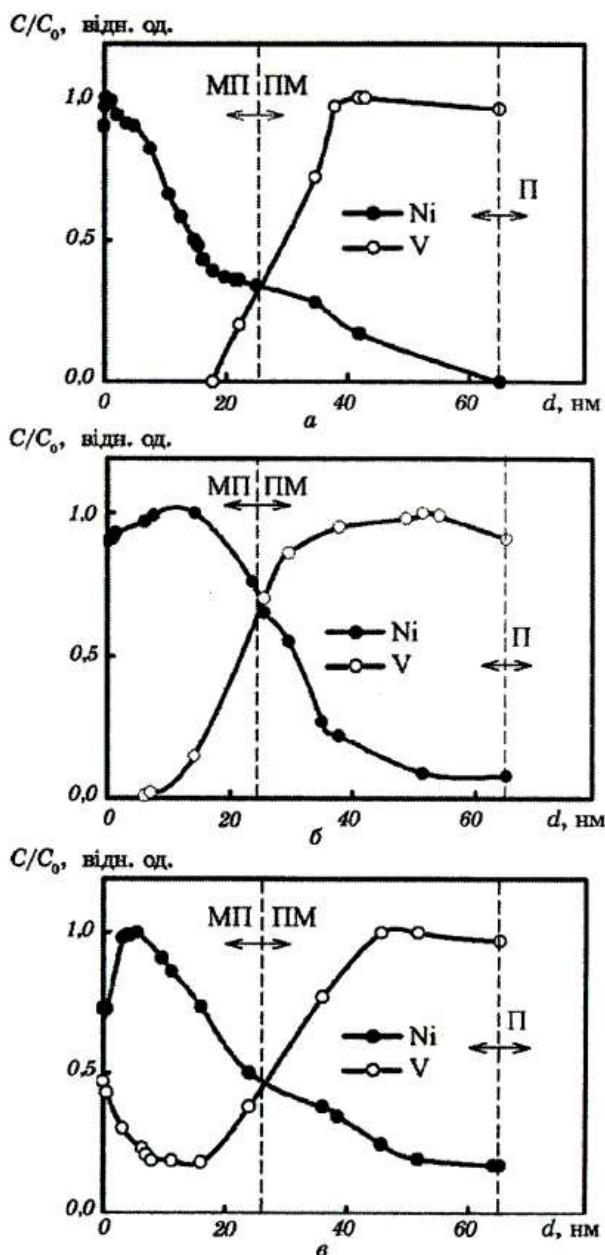 C/C₀, відн. од.
МП ПМ
1,0
П
Ni
0,5
V
0,0
0 20 40 60 d, нм
а
C/C₀, відн. од.
МП ПМ
1,0
П
Ni
0,5
V
0,0
0 20 40 60 d, нм
б
C/C₀, відн. од.
МП ПМ
1,0
П
Ni
0,5
V
0,0
0 20 40 60 d, нм
в